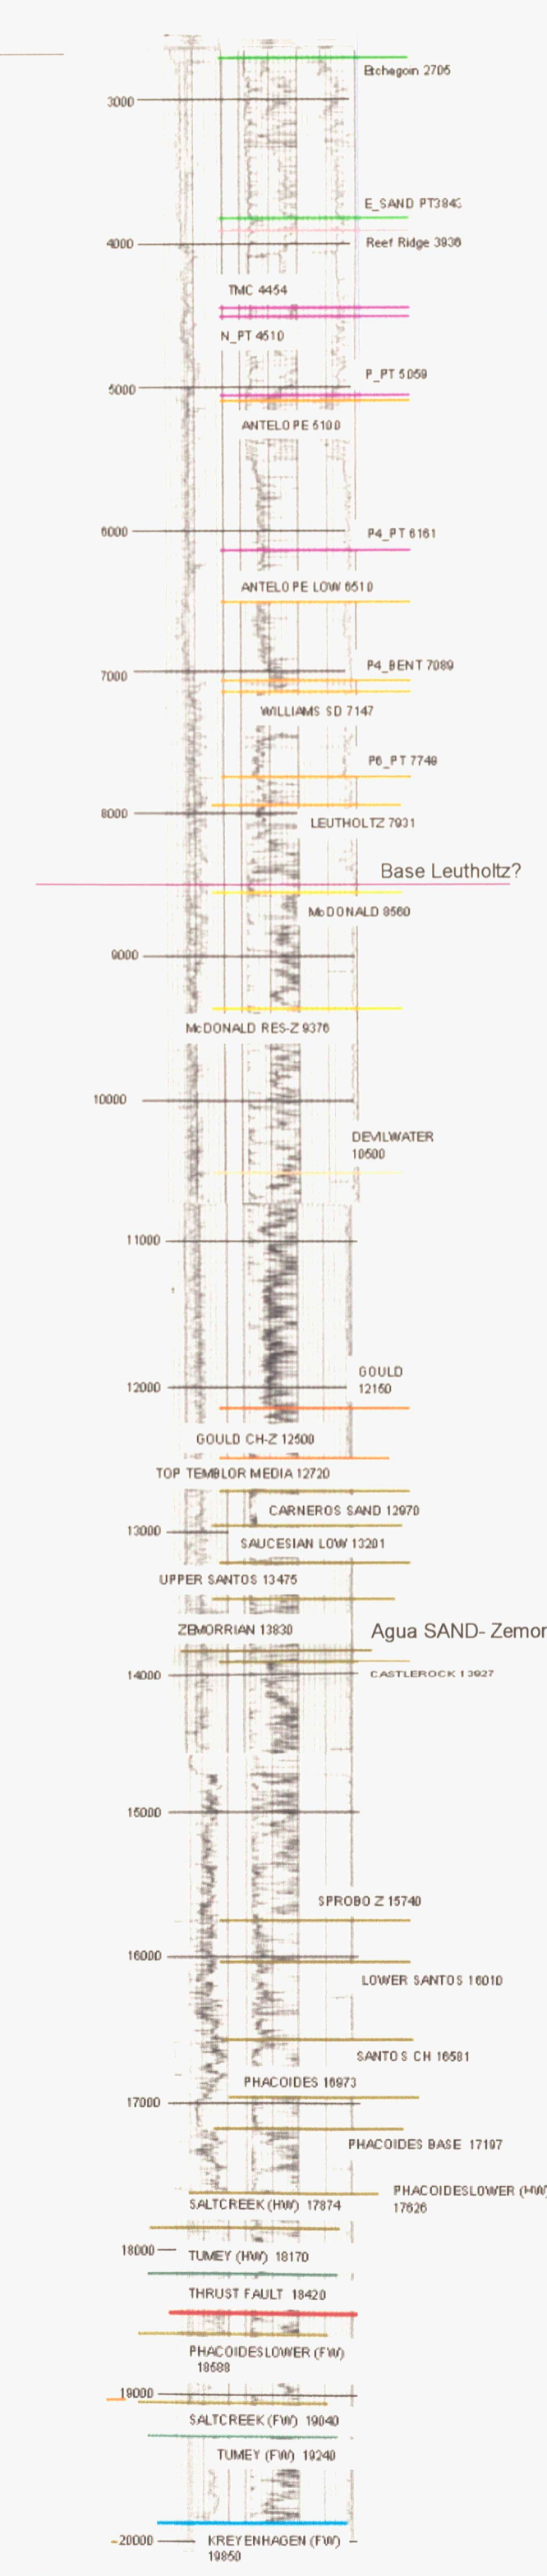 Etchegoin 2705
3000
E_SAND PT3843
4000
Reef Ridge 3936
TMC 4454
N_PT 4510
P_PT 5059
5000
ANTELOPE 5100
6000
P4_PT 6161
ANTELOPE LOW 6510
P4_BENT 7089
7000
WILLIAMS SD 7147
P6_PT 7749
8000
LEUTHOLTZ 7931
Base Leutholtz?
McDONALD 8560
9000
McDONALD RES-Z 9376
10000
DEVILWATER
10500
11000
GOULD
12150
12000
GOULD CH-Z 12500
TOP TEMBLOR MEDIA 12720
CARNEROS SAND 12970
13000
SAUCESIAN LOW 13201
UPPER SANTOS 13475
ZEMORRIAN 13830
Agua SAND- Zemor
14000
CASTLEROCK 13927
15000
SPROBO Z 15740
16000
LOWER SANTOS 16010
SANTOS CH 16581
PHACOIDES 16973
17000
PHACOIDES BASE 17197
PHACOIDESLOWER (HW
17626
SALTCREEK (HW) 17874
18000
TUMEY (HW) 18170
THRUST FAULT 18420
PHACOIDESLOWER (FW)
18588
19000
SALTCREEK (FW) 19040
TUMEY (FW) 19240
20000
KREYENHAGEN (FW)
19850